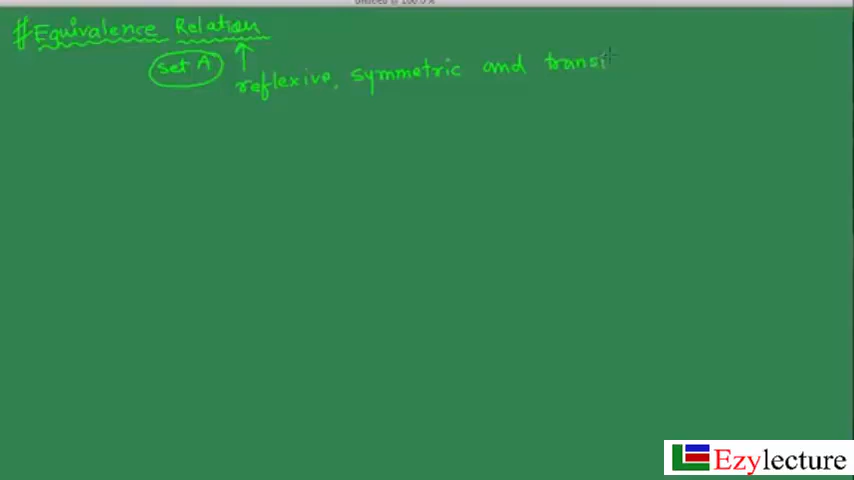 # Equivalence Relation
set A
reflexive, symmetric and transi
Ezylecture